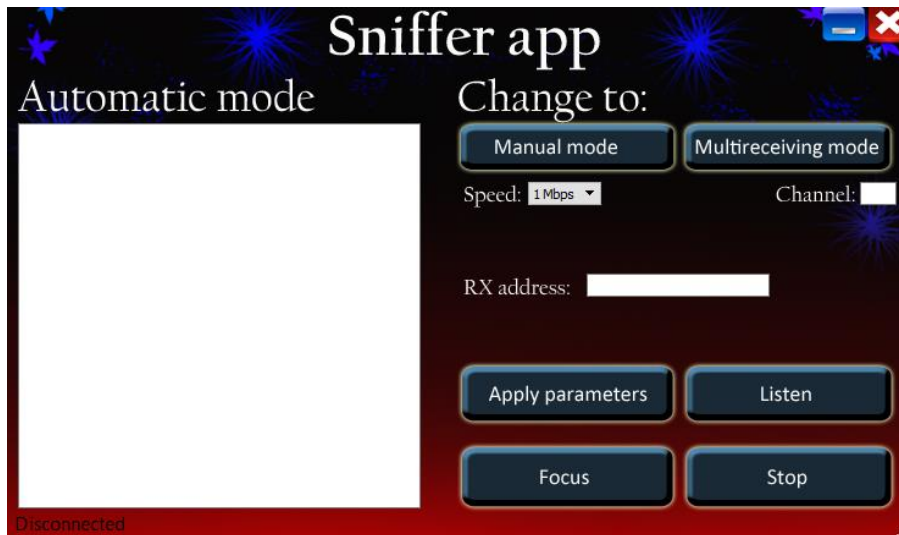 Sniffer app
Automatic mode
Change to:
Manual mode
Multireceiving mode
Speed: 1 Mbps
Channel:
RX address:
Apply parameters
Listen
Focus
Stop
Disconnected